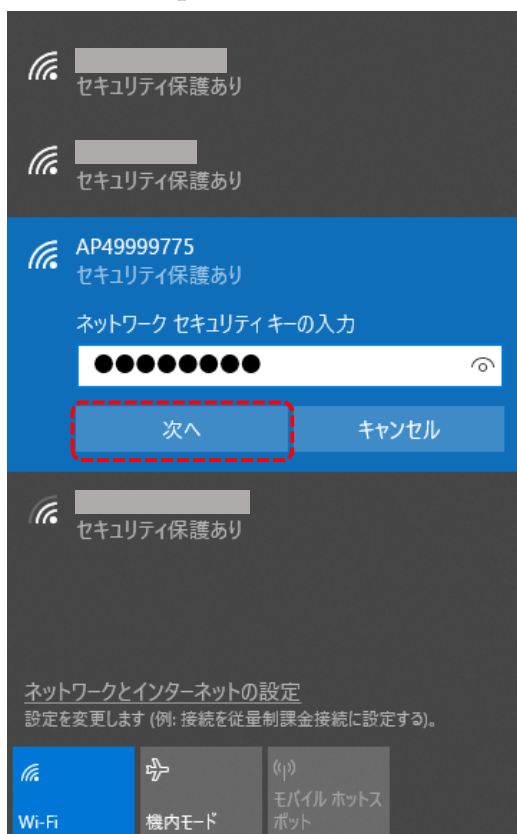 セキュリティ保護あり
セキュリティ保護あり
AP49999775
セキュリティ保護あり
ネットワーク セキュリティ キーの入力
●●●●●●●●
次へ キャンセル
セキュリティ保護あり
ネットワークとインターネットの設定
設定を変更します (例: 接続を従量制課金接続に設定する)。
Wi-Fi
機内モード
モバイル ホットス
ポット